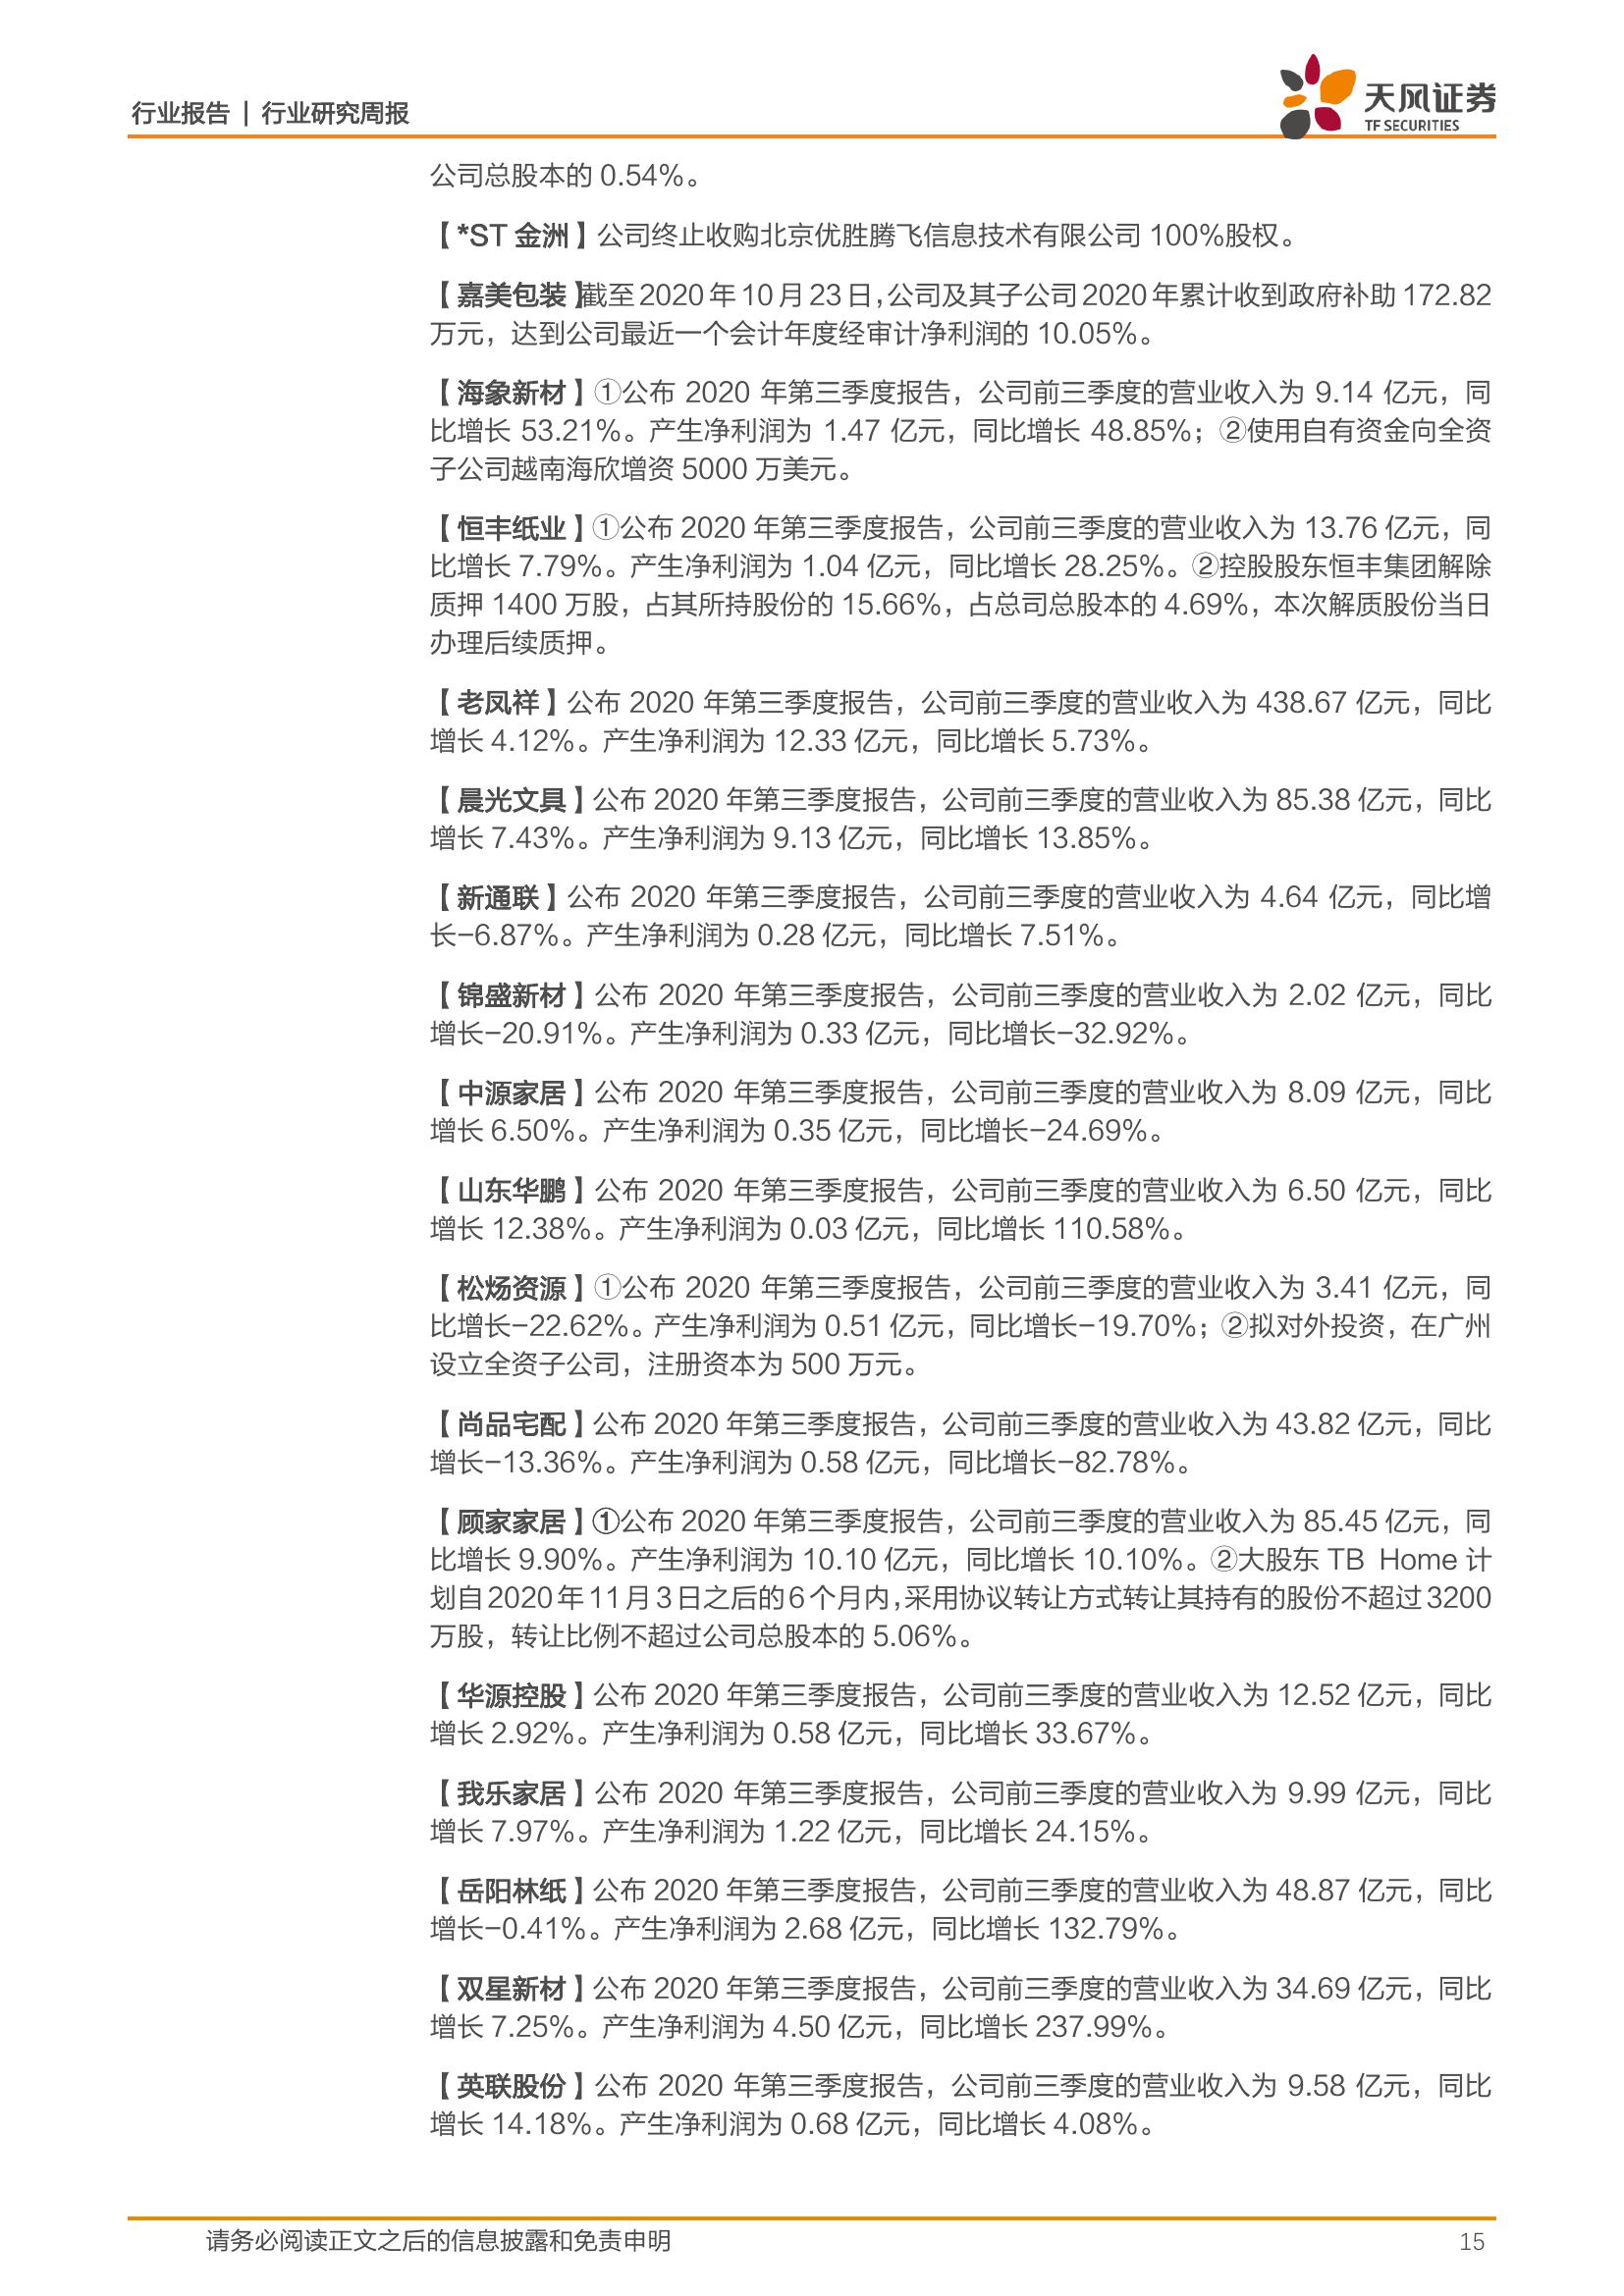 行业报告 | 行业研究周报
天风证券
TF SECURITIES
公司总股本的 0.54%。
【*ST 金洲】公司终止收购北京优胜腾飞信息技术有限公司 100%股权。
【嘉美包装】截至 2020 年 10 月 23 日，公司及其子公司 2020 年累计收到政府补助 172.82
万元，达到公司最近一个会计年度经审计净利润的 10.05%。
【海象新材】①公布 2020 年第三季度报告，公司前三季度的营业收入为 9.14 亿元，同
比增长 53.21%。产生净利润为 1.47 亿元，同比增长 48.85%；②使用自有资金向全资
子公司越南海欣增资 5000 万美元。
【恒丰纸业】①公布 2020 年第三季度报告，公司前三季度的营业收入为 13.76 亿元，同
比增长 7.79%。产生净利润为 1.04 亿元，同比增长 28.25%。②控股股东恒丰集团解除
质押 1400 万股，占其所持股份的 15.66%，占总司总股本的 4.69%，本次解质股份当日
办理后续质押。
【老凤祥】公布 2020 年第三季度报告，公司前三季度的营业收入为 438.67 亿元，同比
增长 4.12%。产生净利润为 12.33 亿元，同比增长 5.73%。
【晨光文具】公布 2020 年第三季度报告，公司前三季度的营业收入为 85.38 亿元，同比
增长 7.43%。产生净利润为 9.13 亿元，同比增长 13.85%。
【新通联】公布 2020 年第三季度报告，公司前三季度的营业收入为 4.64 亿元，同比增
长-6.87%。产生净利润为 0.28 亿元，同比增长 7.51%。
【锦盛新材】公布 2020 年第三季度报告，公司前三季度的营业收入为 2.02 亿元，同比
增长-20.91%。产生净利润为 0.33 亿元，同比增长-32.92%。
【中源家居】公布 2020 年第三季度报告，公司前三季度的营业收入为 8.09 亿元，同比
增长 6.50%。产生净利润为 0.35 亿元，同比增长-24.69%。
【山东华鹏】公布 2020 年第三季度报告，公司前三季度的营业收入为 6.50 亿元，同比
增长 12.38%。产生净利润为 0.03 亿元，同比增长 110.58%。
【松炀资源】①公布 2020 年第三季度报告，公司前三季度的营业收入为 3.41 亿元，同
比增长-22.62%。产生净利润为 0.51 亿元，同比增长-19.70%；②拟对外投资，在广州
设立全资子公司，注册资本为 500 万元。
【尚品宅配】公布 2020 年第三季度报告，公司前三季度的营业收入为 43.82 亿元，同比
增长-13.36%。产生净利润为 0.58 亿元，同比增长-82.78%。
【顾家家居】①公布 2020 年第三季度报告，公司前三季度的营业收入为 85.45 亿元，同
比增长 9.90%。产生净利润为 10.10 亿元，同比增长 10.10%。②大股东 TB Home 计
划自 2020 年 11 月 3 日之后的 6 个月内，采用协议转让方式转让其持有的股份不超过 3200
万股，转让比例不超过公司总股本的 5.06%。
【华源控股】公布 2020 年第三季度报告，公司前三季度的营业收入为 12.52 亿元，同比
增长 2.92%。产生净利润为 0.58 亿元，同比增长 33.67%。
【我乐家居】公布 2020 年第三季度报告，公司前三季度的营业收入为 9.99 亿元，同比
增长 7.97%。产生净利润为 1.22 亿元，同比增长 24.15%。
【岳阳林纸】公布 2020 年第三季度报告，公司前三季度的营业收入为 48.87 亿元，同比
增长-0.41%。产生净利润为 2.68 亿元，同比增长 132.79%。
【双星新材】公布 2020 年第三季度报告，公司前三季度的营业收入为 34.69 亿元，同比
增长 7.25%。产生净利润为 4.50 亿元，同比增长 237.99%。
【英联股份】公布 2020 年第三季度报告，公司前三季度的营业收入为 9.58 亿元，同比
增长 14.18%。产生净利润为 0.68 亿元，同比增长 4.08%。
请务必阅读正文之后的信息披露和免责申明
15